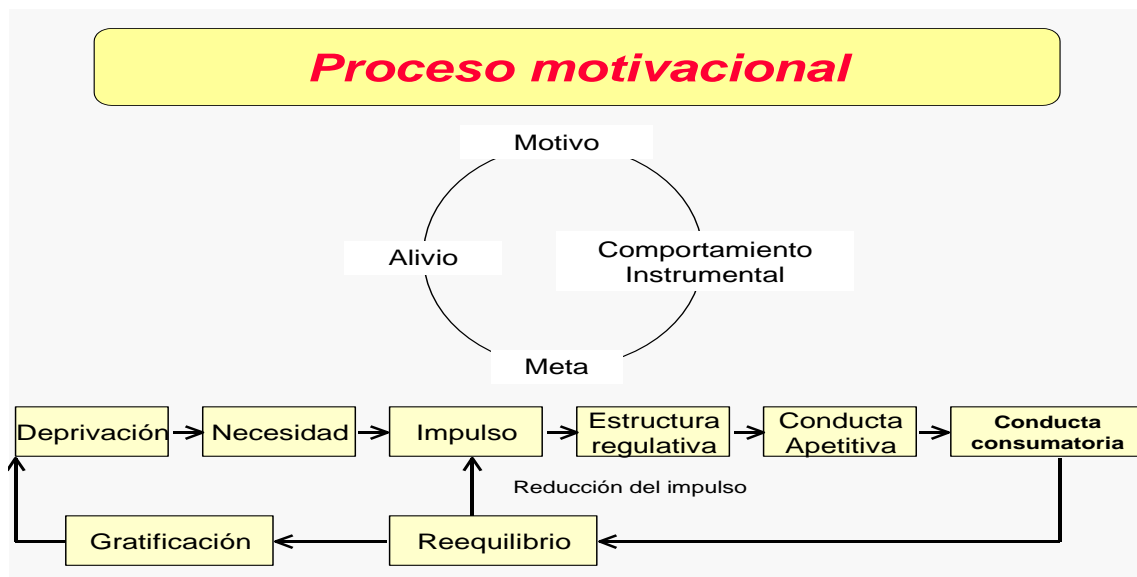 Proceso motivacional
Motivo
Alivio
Comportamiento
Instrumental
Meta
Deprivación
Necesidad
Impulso
Estructura
regulativa
Conducta
Apetitiva
Conducta
consumatoria
Reducción del impulso
Gratificación
Reequilibrio